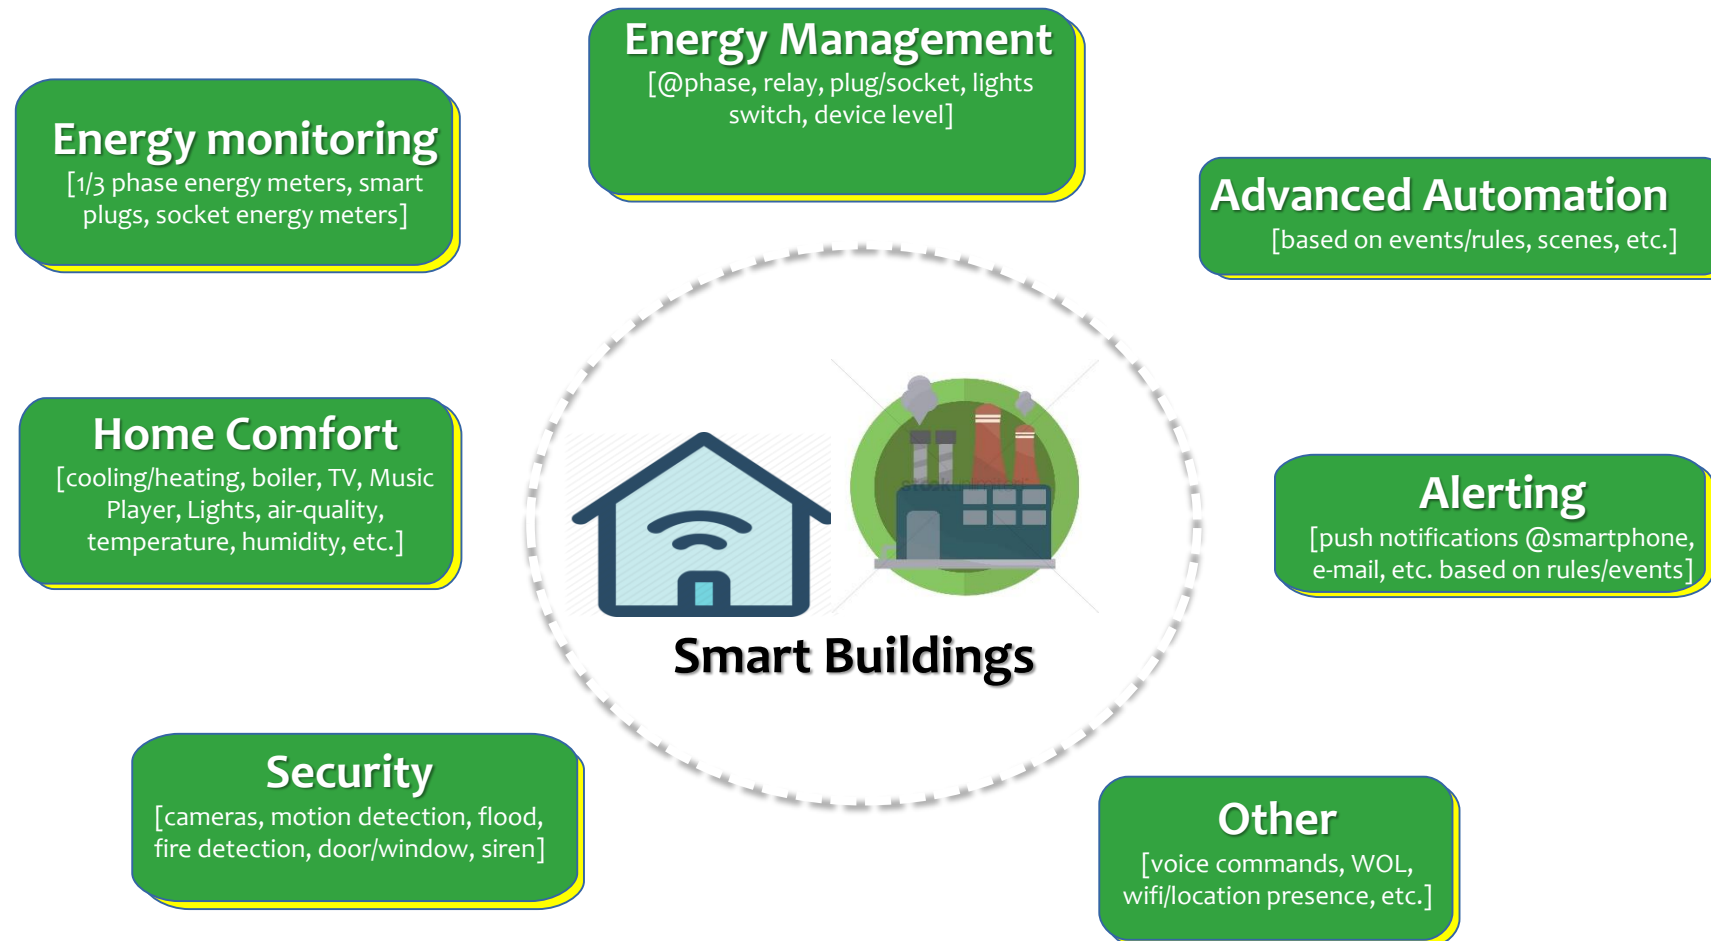 Energy Management
[@phase, relay, plug/socket, lights
switch, device level]
Energy monitoring
[1/3 phase energy meters, smart
plugs, socket energy meters]
Advanced Automation
[based on events/rules, scenes, etc.]
Home Comfort
[cooling/heating, boiler, TV, Music
Player, Lights, air-quality,
temperature, humidity, etc.]
Alerting
[push notifications @smartphone,
e-mail, etc. based on rules/events]
Smart Buildings
Security
[cameras, motion detection, flood,
fire detection, door/window, siren]
Other
[voice commands, WOL,
wifi/location presence, etc.]